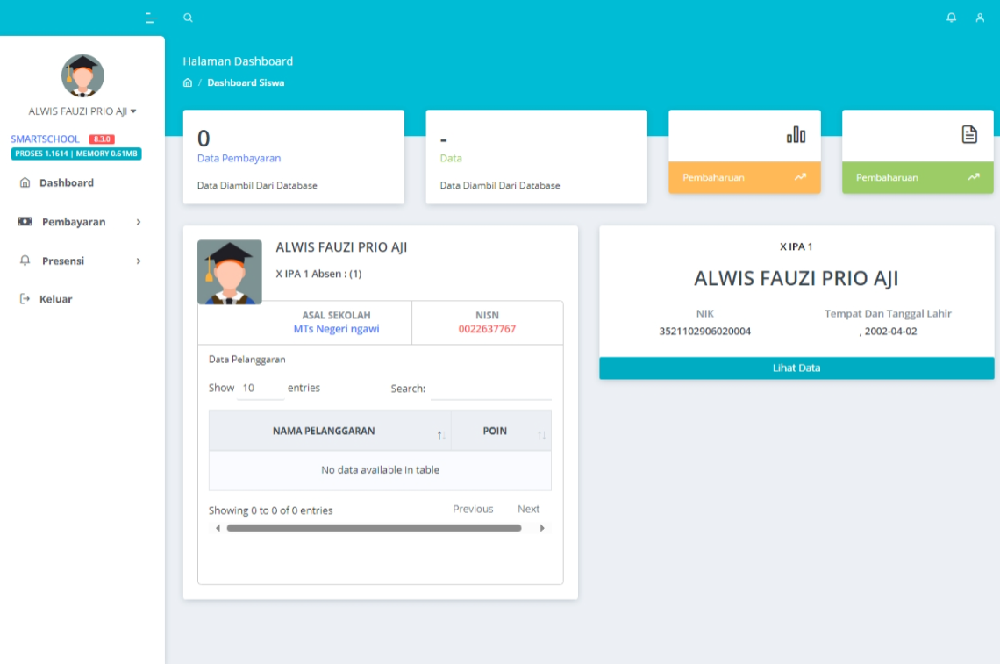 Halaman Dashboard
/ Dashboard Siswa
ALWIS FAUZI PRIO AJI
SMARTSCHOOL 8.3.0
PROSES 1.1614 | MEMORY 0.61MB
Dashboard
Pembayaran
Presensi
Keluar
0
Data Pembayaran
Data Diambil Dari Database
-
Data
Data Diambil Dari Database
Pembaharuan
Pembaharuan
ALWIS FAUZI PRIO AJI
X IPA 1 Absen : (1)
ASAL SEKOLAH
MTs Negeri ngawi
NISN
0022637767
Data Pelanggaran
Show 10 entries
Search:
NAMA PELANGGARAN POIN
No data available in table
Showing 0 to 0 of 0 entries
Previous Next
X IPA 1
ALWIS FAUZI PRIO AJI
NIK
3521102906020004
Tempat Dan Tanggal Lahir
, 2002-04-02
Lihat Data